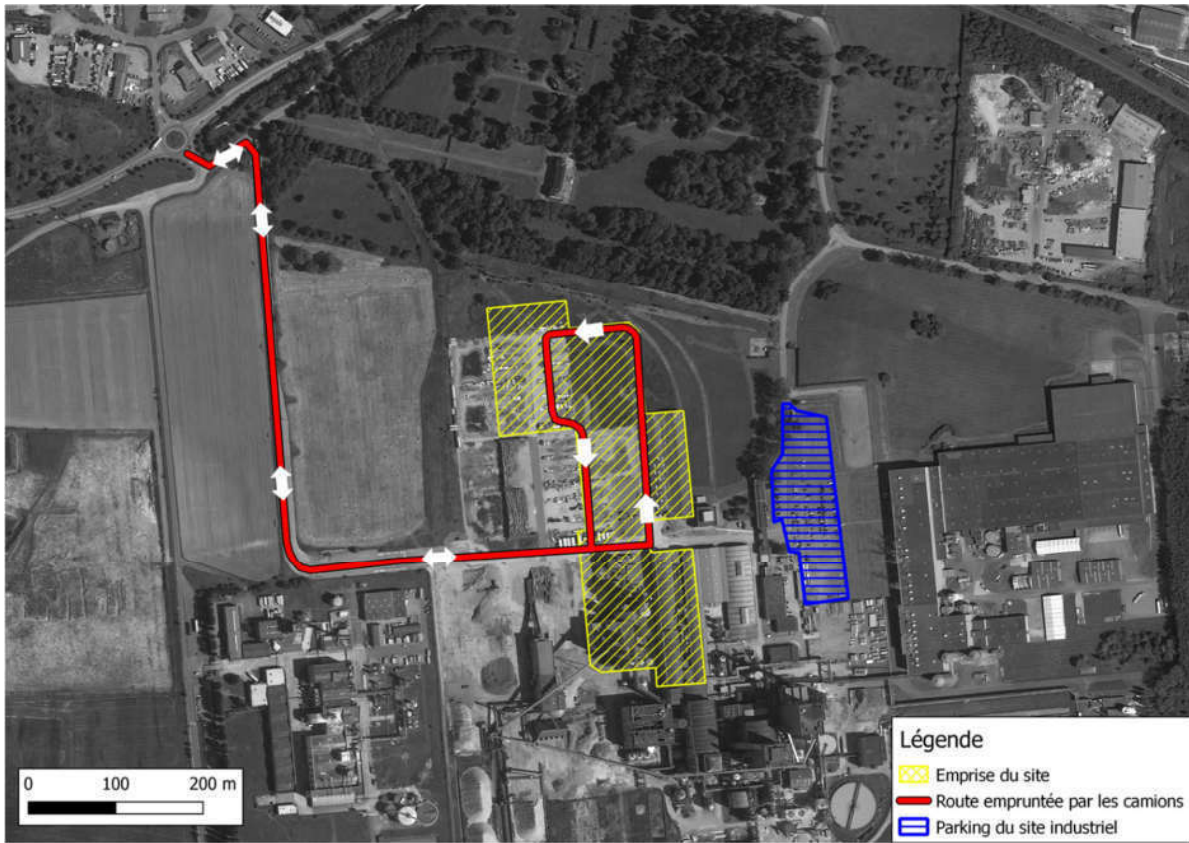 Légende
Emprise du site
Route empruntée par les camions
Parking du site industriel
0 100 200 m